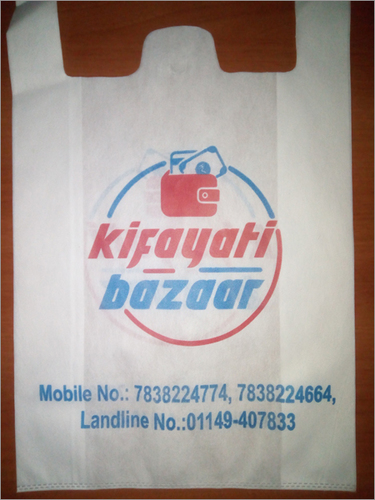 kifayati
bazaar
Mobile No.: 7838224774, 7838224664,
Landline No.:01149-407833